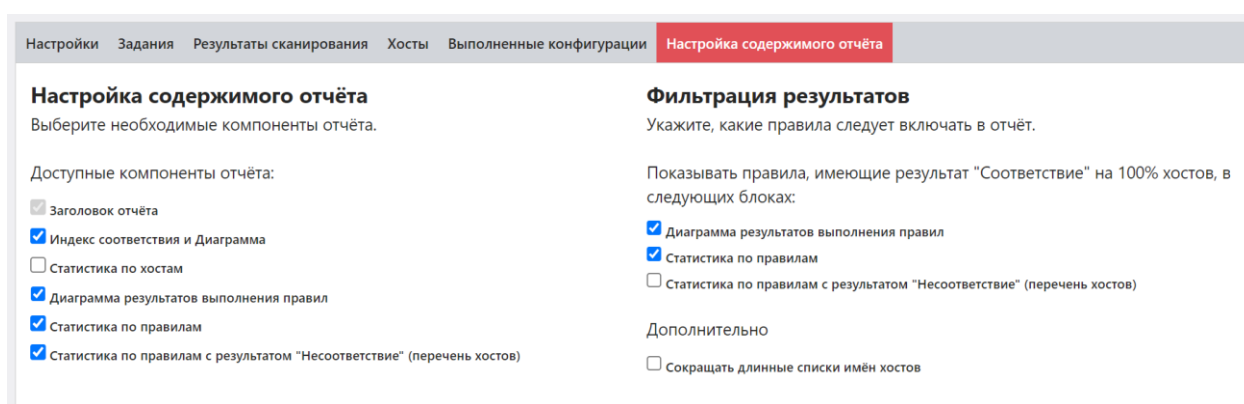 Настройки Задания Результаты сканирования Хосты Выполненные конфигурации Настройка содержимого отчёта
Настройка содержимого отчёта
Выберите необходимые компоненты отчёта.
Доступные компоненты отчёта:
Заголовок отчёта
Индекс соответствия и Диаграмма
Статистика по хостам
Диаграмма результатов выполнения правил
Статистика по правилам
Статистика по правилам с результатом "Несоответствие" (перечень хостов)
Фильтрация результатов
Укажите, какие правила следует включать в отчёт.
Показывать правила, имеющие результат "Соответствие" на 100% хостов, в
следующих блоках:
Диаграмма результатов выполнения правил
Статистика по правилам
Статистика по правилам с результатом "Несоответствие" (перечень хостов)
Дополнительно
Сокращать длинные списки имён хостов